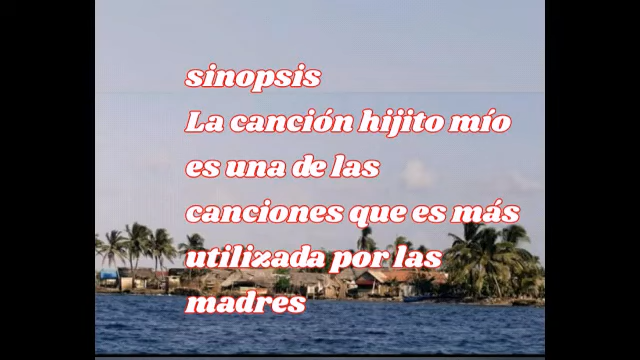 sinopsis
La canción hijito mío
es una de las
canciones que es más
utilizada por las
madres